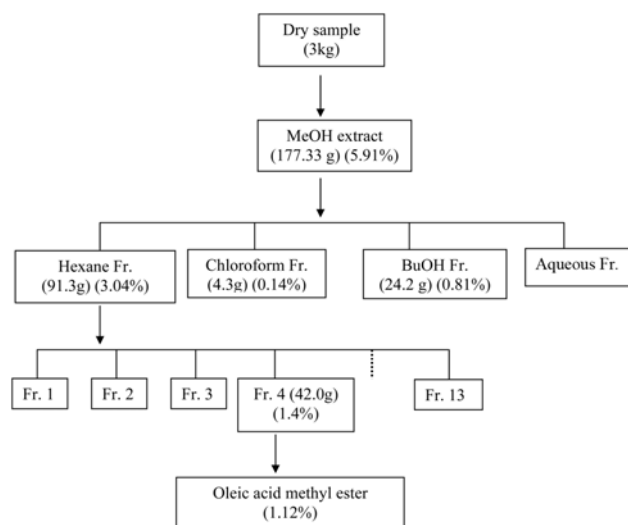 Dry sample
(3kg)
MeOH extract
(177.33 g) (5.91%)
Hexane Fr.
(91.3g) (3.04%)
Chloroform Fr.
(4.3g) (0.14%)
BuOH Fr.
(24.2 g) (0.81%)
Aqueous Fr.
Fr. 1
Fr. 2
Fr. 3
Fr. 4 (42.0g)
(1.4%)
Fr. 13
Oleic acid methyl ester
(1.12%)